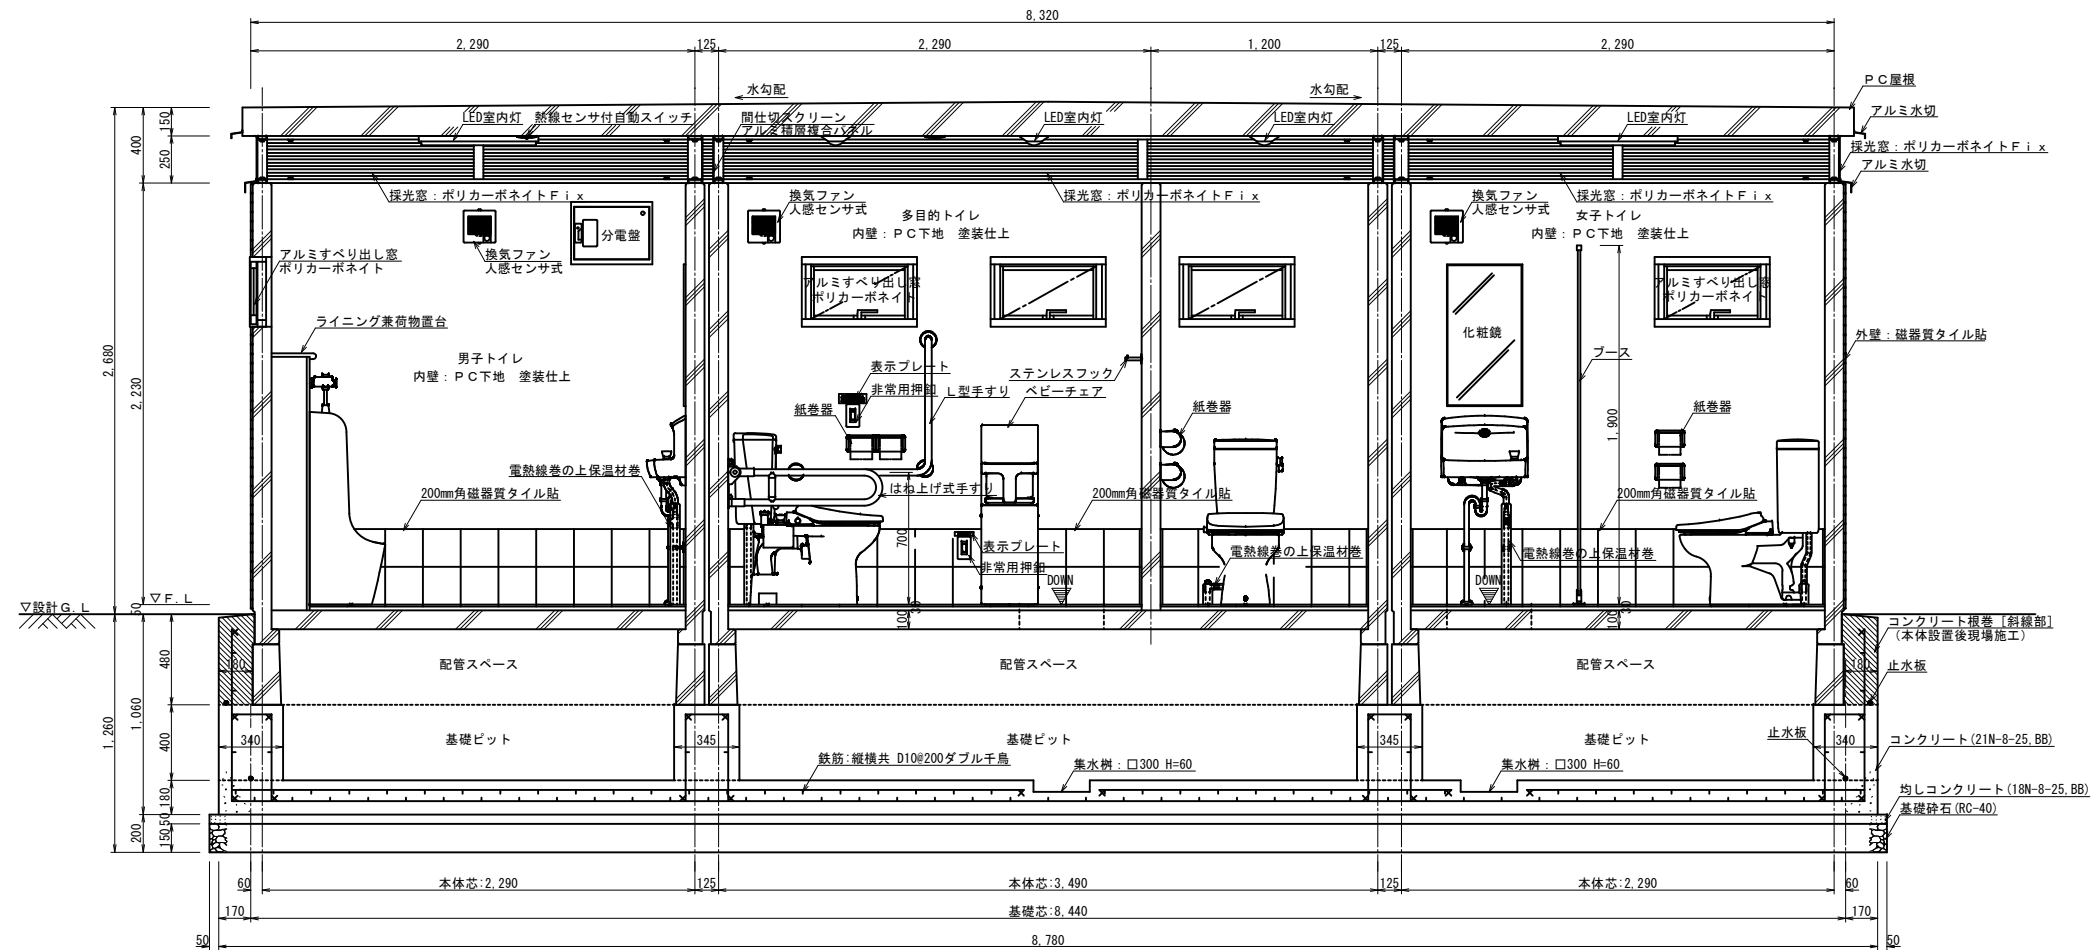 8,320
2,290
125
2,290
1,200
125
2,290
水勾配
水勾配
PC屋根
アルミ水切
LED室内灯
熱線センサ付自動スイッチ
間仕切スクリーン
アルミ積層複合パネル
LED室内灯
LED室内灯
LED室内灯
採光窓:ポリカーボネイトFix
アルミ水切
400
150
250
採光窓:ポリカーボネイトFix
換気ファン
人感センサ式
採光窓:ポリカーボネイトFix
換気ファン
人感センサ式
採光窓:ポリカーボネイトFix
多目的トイレ
内壁:PC下地 塗装仕上
女子トイレ
内壁:PC下地 塗装仕上
分電盤
換気ファン
人感センサ式
アルミすべり出し窓
ポリカーボネイト
アルミすべり出し窓
ポリカーボネイト
アルミすべり出し窓
ポリカーボネイト
ライニング兼荷物置台
化粧鏡
外壁:磁器質タイル貼
男子トイレ
内壁:PC下地 塗装仕上
2,680
2,230
表示プレート
非常用押釦
L型手すり
ステンレスフック
ベビーチェア
ブース
紙巻器
紙巻器
紙巻器
1,900
電熱線巻の上保温材巻
200mm角磁器質タイル貼
はね上げ式手すり
200mm角磁器質タイル貼
200mm角磁器質タイル貼
700
表示プレート
非常用押釦
電熱線巻の上保温材巻
電熱線巻の上保温材巻
DOWN
DOWN
▽F.L
▽設計G.L
50
100
30
100
30
コンクリート根巻[斜線部]
(本体設置後現場施工)
止水板
180
180
480
配管スペース
配管スペース
配管スペース
1,260
1,060
400
340
基礎ピット
345
基礎ピット
345
基礎ピット
340
止水板
コンクリート(21N-8-25,BB)
鉄筋:縦横共 D10@200ダブル千鳥
集水桝:□300 H=60
集水桝:□300 H=60
180
均しコンクリート(18N-8-25,BB)
基礎砕石(RC-40)
200
50
150
60
本体芯:2,290
125
本体芯:3,490
125
本体芯:2,290
60
170
基礎芯:8,440
170
50
8,780
50